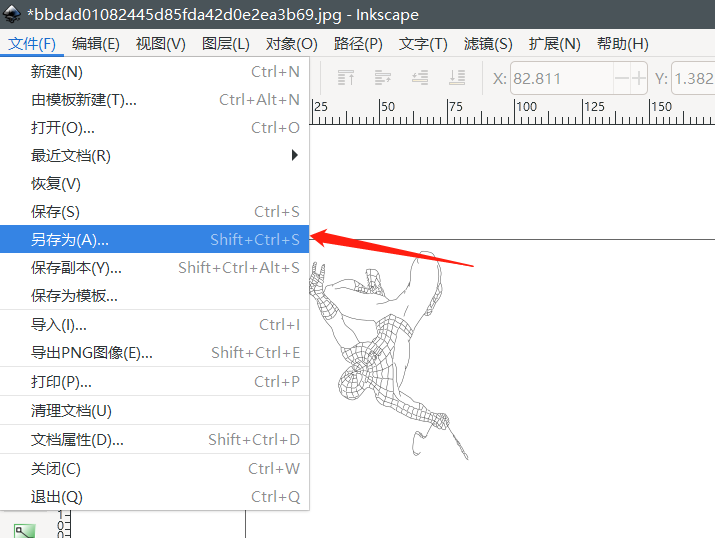 *bbdad01082445d85fda42d0e2ea3b69.jpg - Inkscape
文件(F) 编辑(E) 视图(V) 图层(L) 对象(O) 路径(P) 文字(T) 滤镜(S) 扩展(N) 帮助(H)
新建(N) Ctrl+N
X: 82.811 Y: 1.382
由模板新建(T)... Ctrl+Alt+N
25 50 75 100 125 150
打开(O)... Ctrl+O
最近文档(R)
恢复(V)
保存(S) Ctrl+S
另存为(A)... Shift+Ctrl+S
保存副本(Y)... Shift+Ctrl+Alt+S
保存为模板...
导入(I)... Ctrl+I
导出PNG图像(E)... Shift+Ctrl+E
打印(P)... Ctrl+P
清理文档(U)
文档属性(D)... Shift+Ctrl+D
关闭(C) Ctrl+W
退出(Q) Ctrl+Q
1
0
0